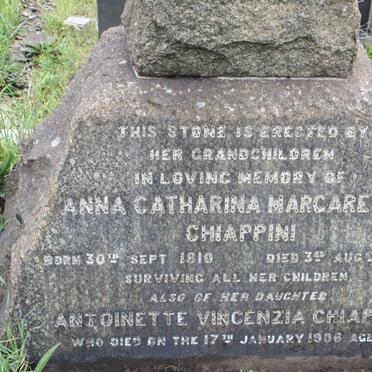 THIS STONE IS ERECTED BY
HER GRANDCHILDREN
IN LOVING MEMORY OF
ANNA CATHARINA MARGARE
CHIAPPINI
BORN 30TH SEPT 1810 DIED 3RD AUG
SURVIVING ALL HER CHILDREN
ALSO OF HER DAUGHTER
ANTOINETTE VINCENZIA CHIAP
WHO DIED ON THE 17TH JANUARY 1886 AGE